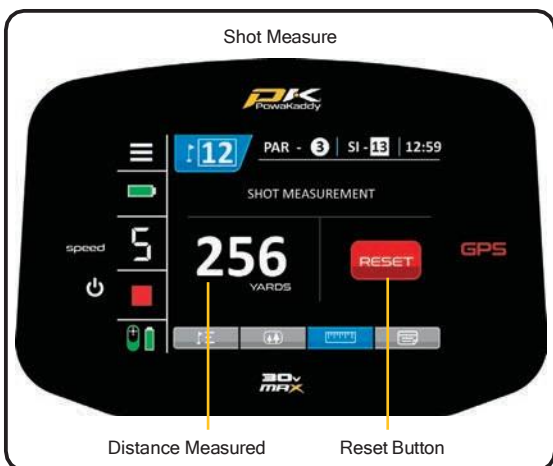 Shot Measure
PK
PowaKaddy
12 PAR - 3 SI - 13 12:59
SHOT MEASUREMENT
speed 5
256
YARDS
RESET
GPS
30v
MAX
Distance Measured Reset Button